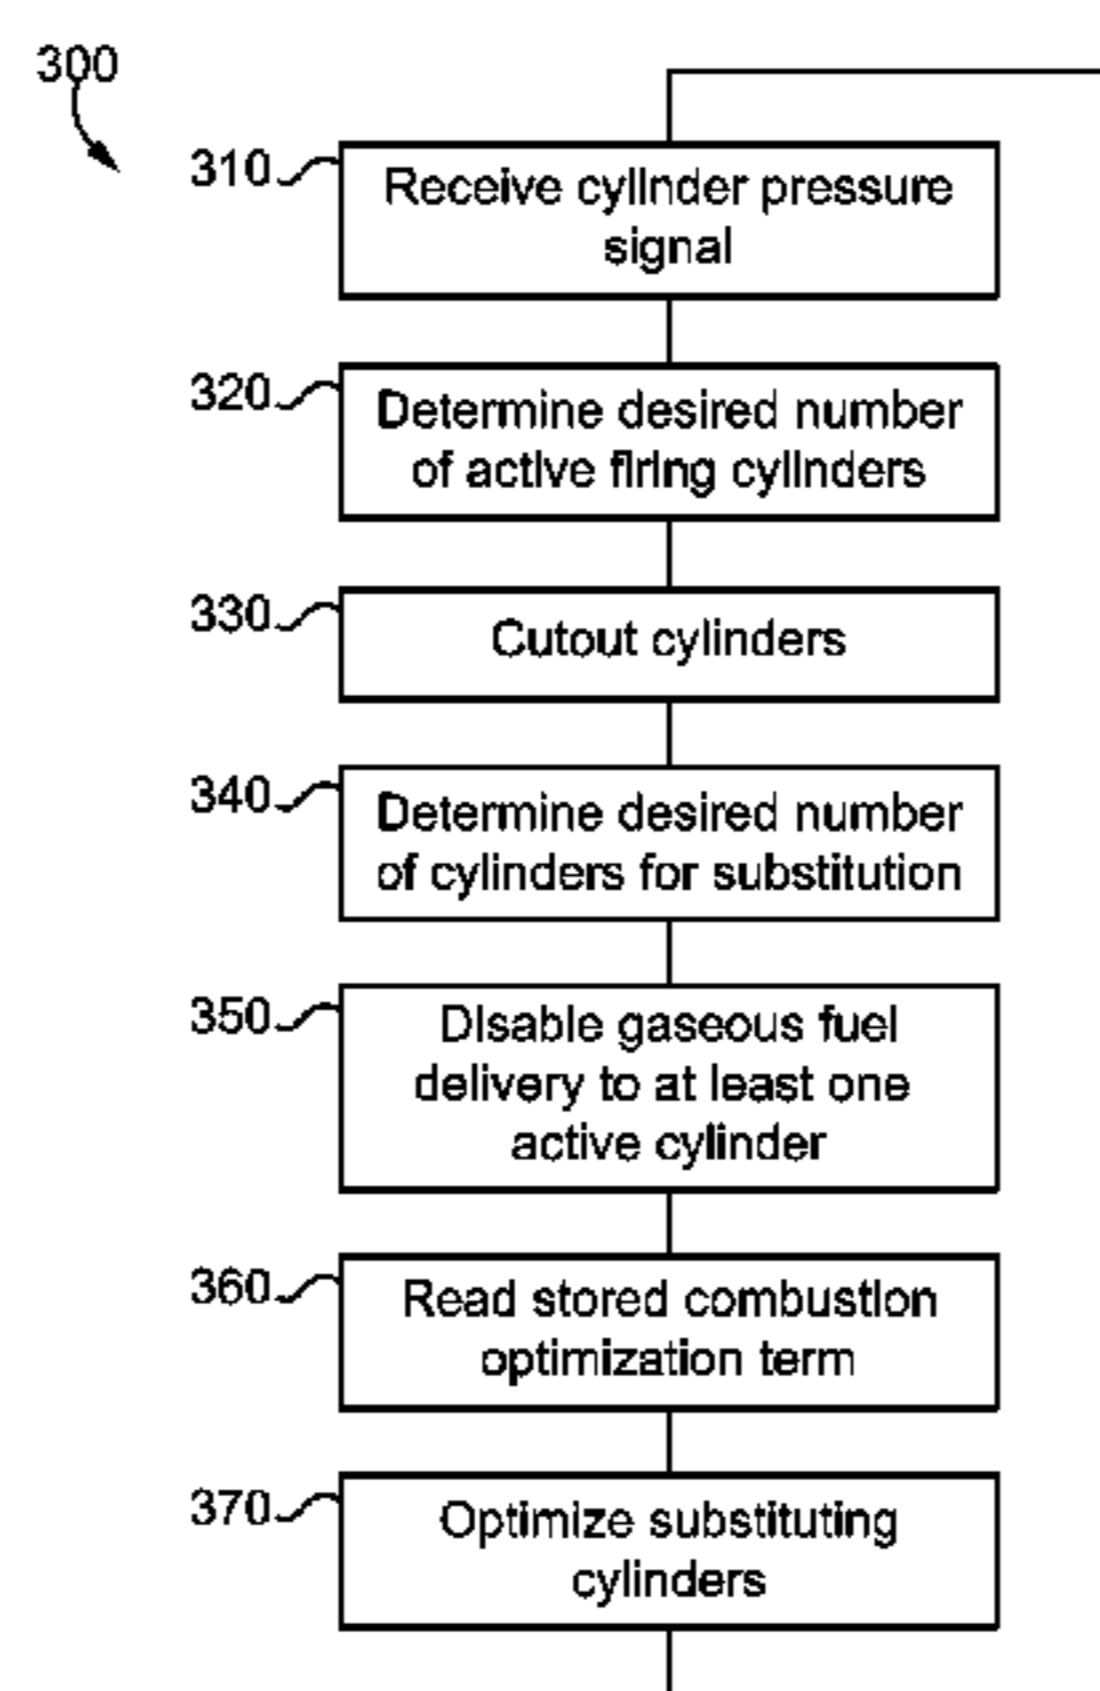 300
310
Receive cylinder pressure
signal
320
Determine desired number
of active firing cylinders
330
Cutout cylinders
340
Determine desired number
of cylinders for substitution
350
Disable gaseous fuel
delivery to at least one
active cylinder
360
Read stored combustion
optimization term
370
Optimize substituting
cylinders